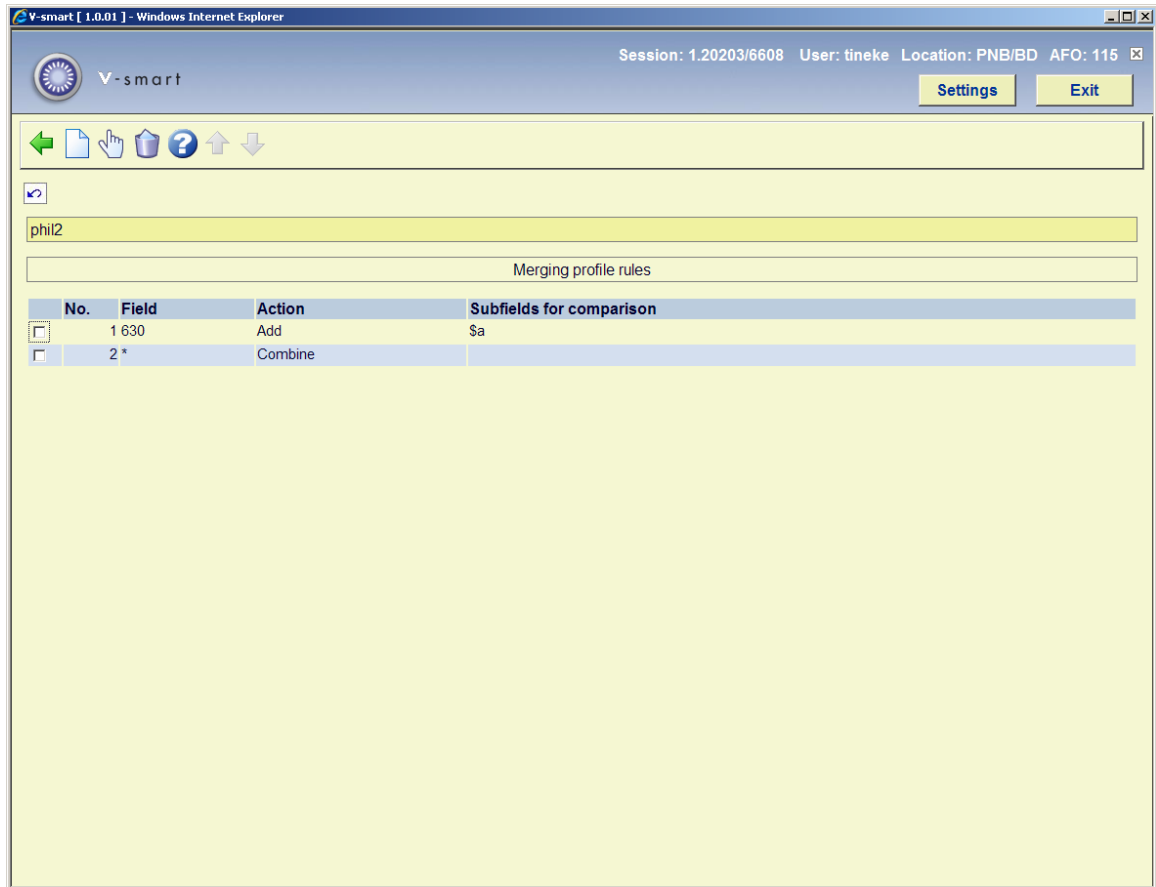 V-smart [ 1.0.01 ] - Windows Internet Explorer
Session: 1.20203/6608 User: tineke Location: PNB/BD AFO: 115
V-smart
Settings Exit
phil2
Merging profile rules
No. Field Action Subfields for comparison
1 630 Add $a
2 * Combine